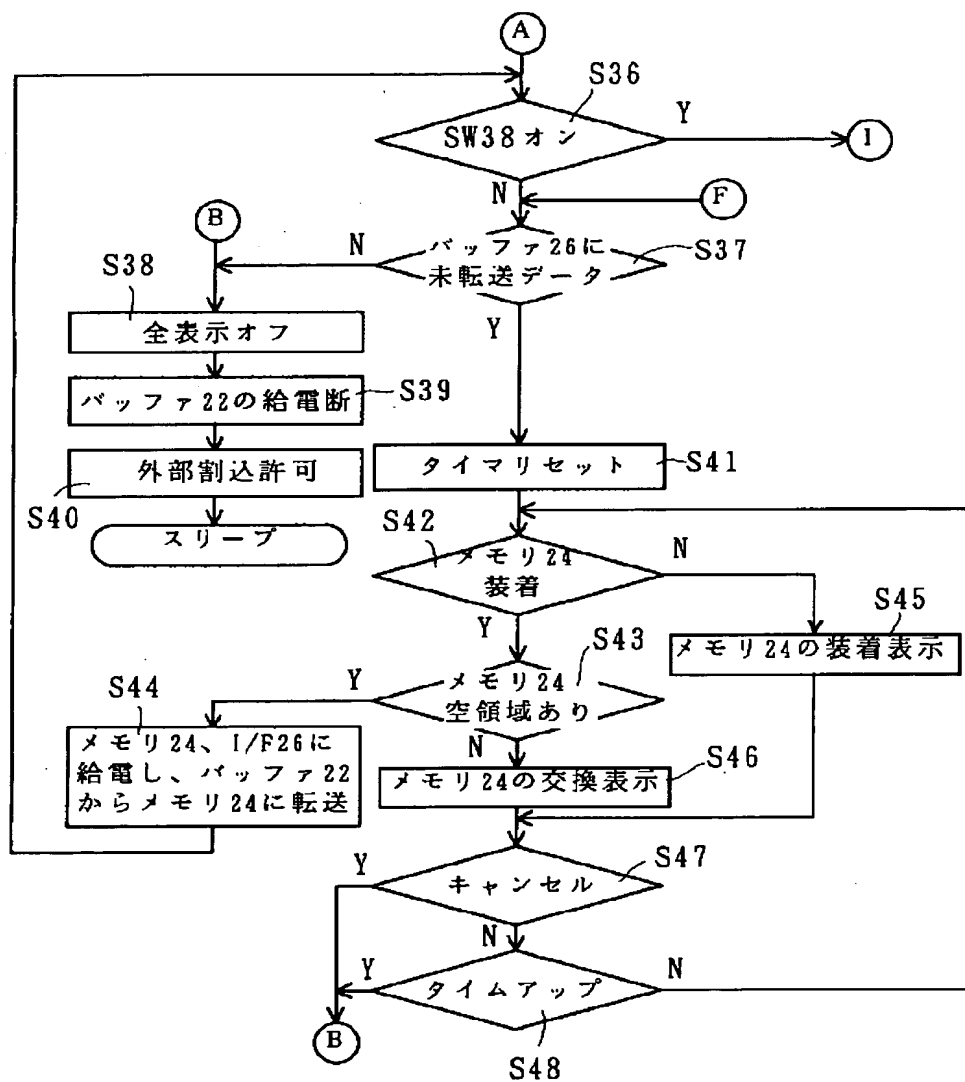 A
S36
SW38オン
Y
I
N
F
B
N
バッファ26に
未転送データ
S37
S38
Y
全表示オフ
バッファ22の給電断
S39
外部割込許可
S40
スリープ
タイマリセット
S41
S42
メモリ24
装着
N
Y
S45
メモリ24の装着表示
S43
Y
メモリ24
空領域あり
S44
メモリ24、I/F26に
給電し、バッファ22
からメモリ24に転送
N
S46
メモリ24の交換表示
S47
Y
キャンセル
N
Y
タイムアップ
N
B
S48